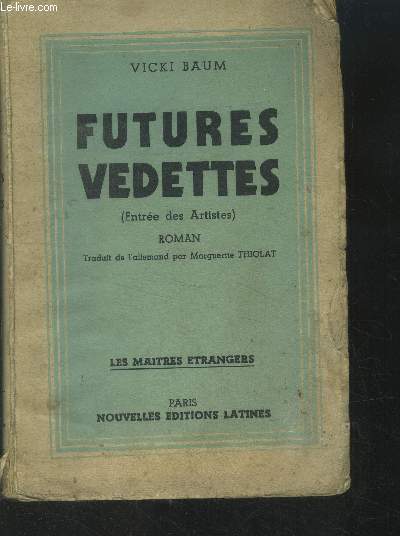 © Le-livre.com
VICKI BAUM
FUTURES
VEDETTES
(Entrée des Artistes)
ROMAN
Traduit de l'allemand par Marguerite THIOLAT
LES MAITRES ETRANGERS
PARIS
NOUVELLES EDITIONS LATINES